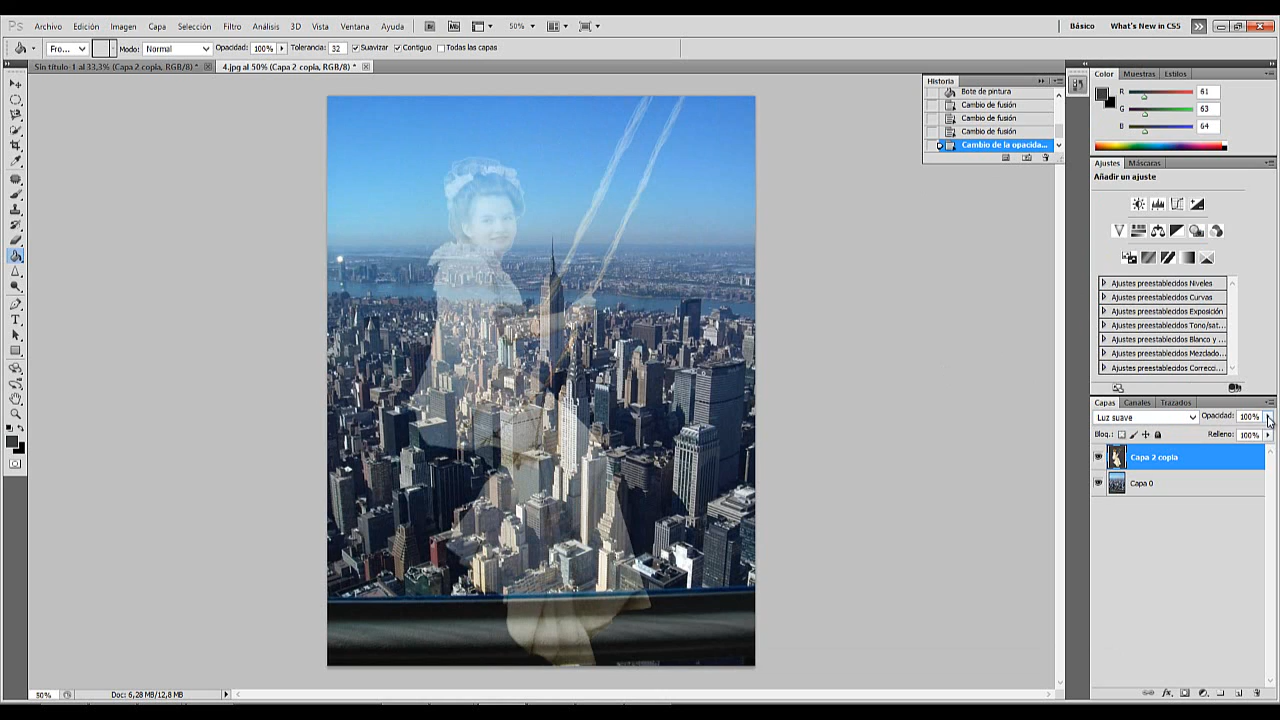 Ps Archivo Edición Imagen Capa Selección Filtro Análisis 3D Vista Ventana Ayuda Br Mb 50% Básico What's New in CS5
Fro... Modo: Normal Opacidad: 100% Tolerancia: 32 Suavizar Contiguo Todas las capas
Sin título-1 al 33,3% (Capa 2 copia, RGB/8) * 4.jpg al 50% (Capa 2 copia, RGB/8) *
Historia
Bote de pintura
Cambio de fusión
Cambio de fusión
Cambio de fusión
Cambio de la opacida...
Color Muestras Estilos
R 61
G 63
B 64
Ajustes Máscaras
Añadir un ajuste
Ajustes preestablecidos Niveles
Ajustes preestablecidos Curvas
Ajustes preestablecidos Exposición
Ajustes preestablecidos Tono/sat...
Ajustes preestablecidos Blanco y ...
Ajustes preestablecidos Mezclado...
Ajustes preestablecidos Correcci...
Capas Canales Trazados
Luz suave Opacidad: 100%
Bloq.: Relleno: 100%
Capa 2 copia
Capa 0
50% Doc: 6,28 MB/12,8 MB